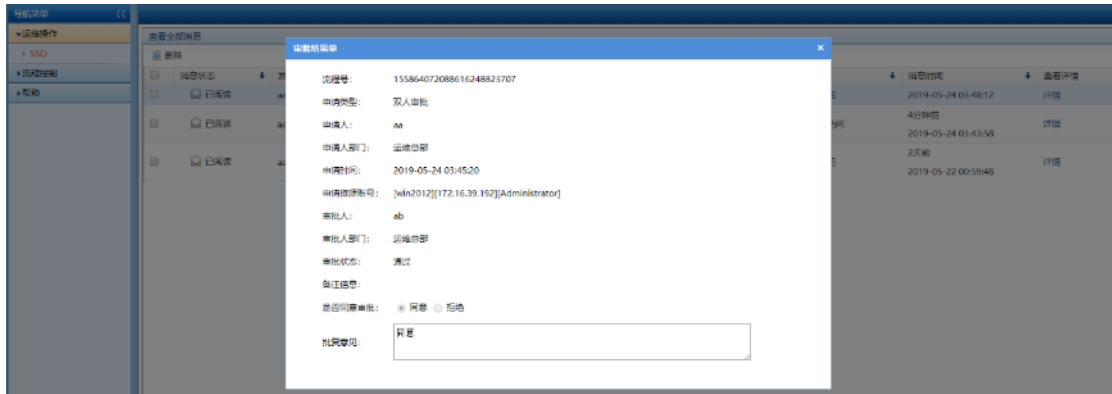 导航菜单 <<
运维操作
SSO
流程控制
帮助
查看全部消息
删除
消息状态
消息时间 查看详情
已阅读 2019-05-24 03:48:12 详情
4分钟前
已阅读 2019-05-24 03:43:58 详情
2天前
已阅读 2019-05-22 00:59:48 详情
审批结果单 ×
流程号: 1558640720886162488​23707
申请类型: 双人审批
申请人: aa
申请人部门: 运维总部
申请时间: 2019-05-24 03:45:20
申请资源账号: [win2012][172.16.39.192][Administrator]
审批人: ab
审批人部门: 运维总部
审批状态: 通过
备注信息:
是否同意审批: 同意 拒绝
批复意见: 同意